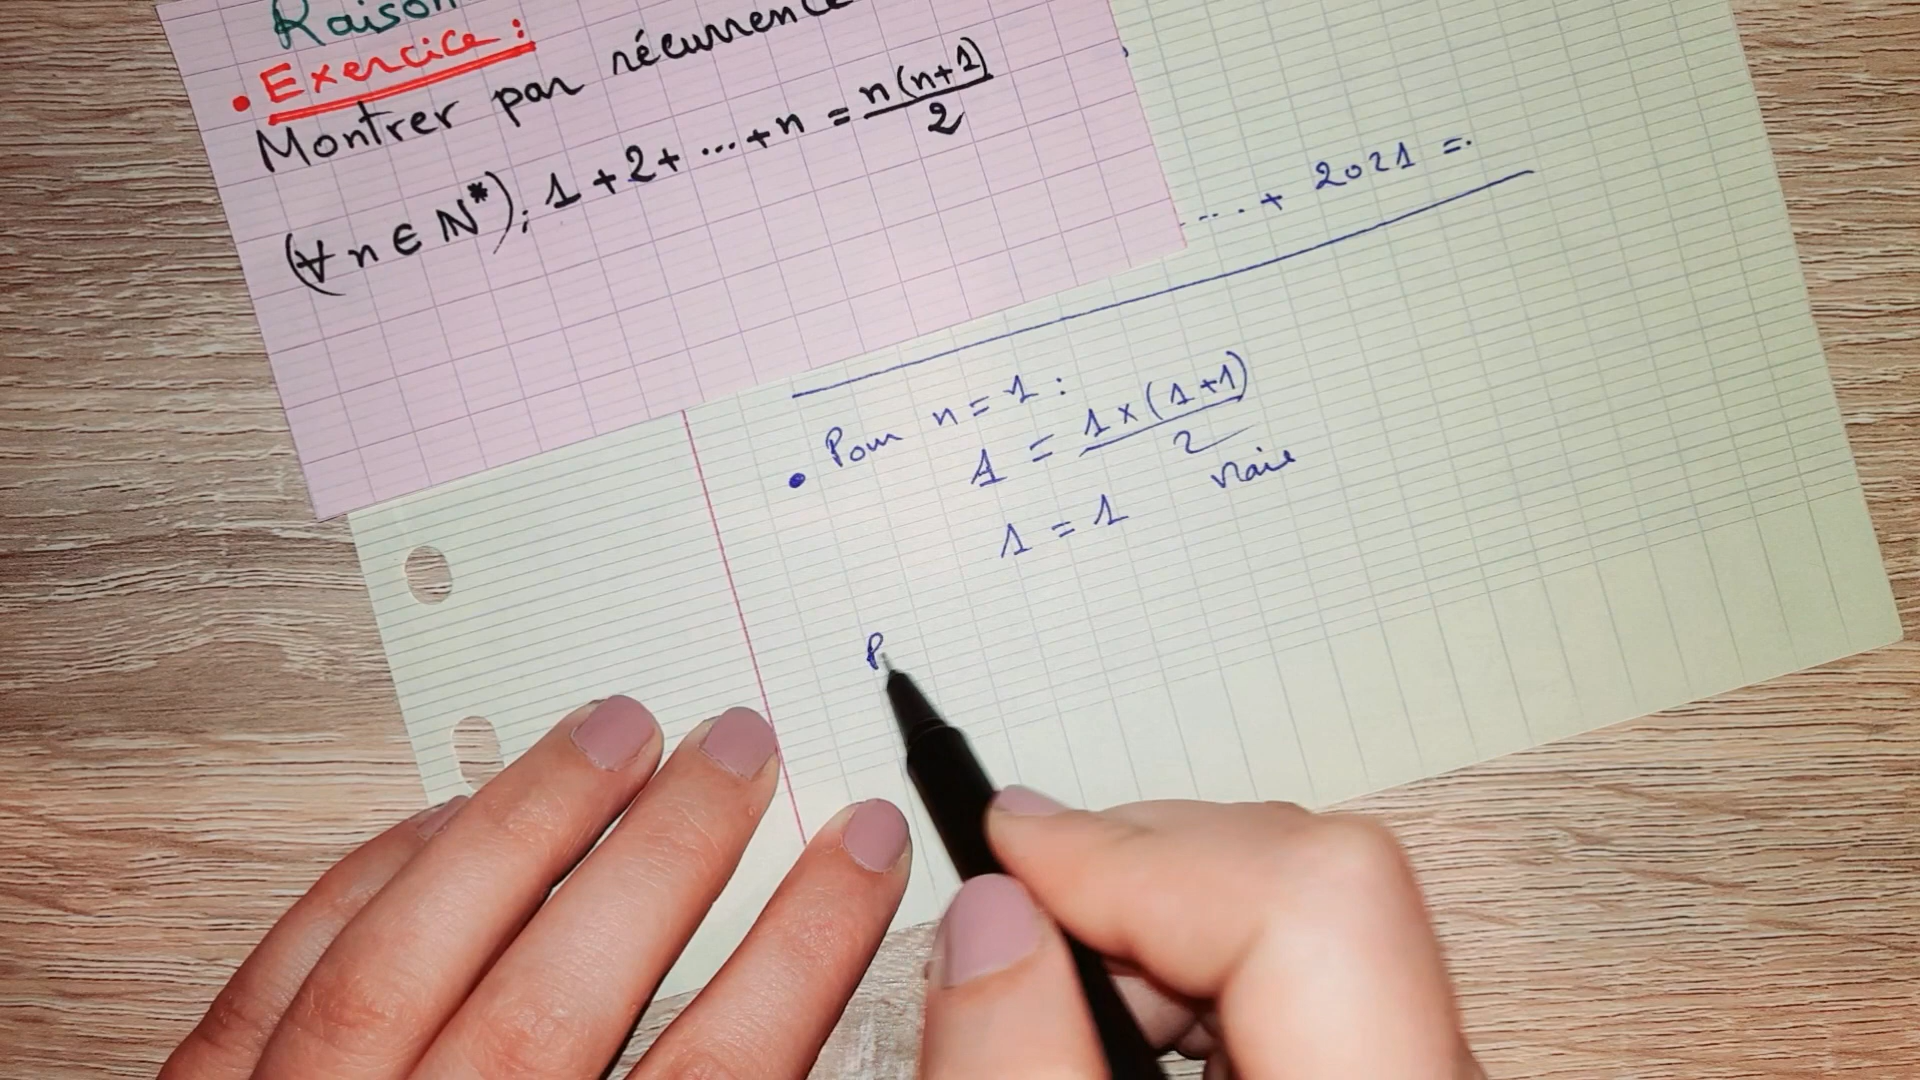 Raison
• Exercice :
Montrer par récurrence
(∀ n ∈ N*); 1 + 2 + ... + n = n(n+1)/2
... + 2021 =.
• Pour n = 1 :
1 = 1×(1+1)/2
vraie
1 = 1
P